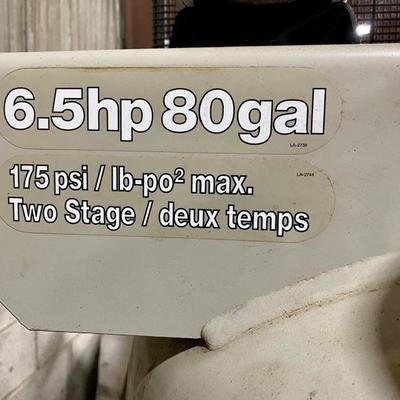 6.5hp 80gal
LA-2738
175 psi / lb-po² max.
LA-2744
Two Stage / deux temps